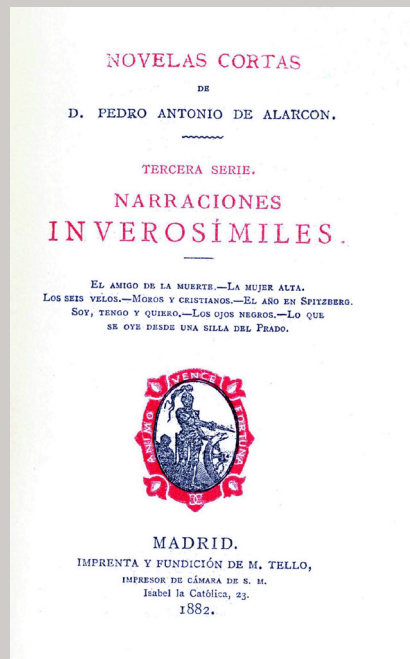 NOVELAS CORTAS
DE
D. PEDRO ANTONIO DE ALARCON.
TERCERA SERIE.
NARRACIONES
INVEROSÍMILES.
EL AMIGO DE LA MUERTE.—LA MUJER ALTA.
LOS SEIS VELOS.—MOROS Y CRISTIANOS.—EL AÑO EN SPITZBERG.
SOY, TENGO Y QUIERO.—LOS OJOS NEGROS.—LO QUE
SE OYE DESDE UNA SILLA DEL PRADO.
ANIMO VENCE FORTUNA
MADRID.
IMPRENTA Y FUNDICIÓN DE M. TELLO,
IMPRESOR DE CÁMARA DE S. M.
Isabel la Católica, 23.
1882.